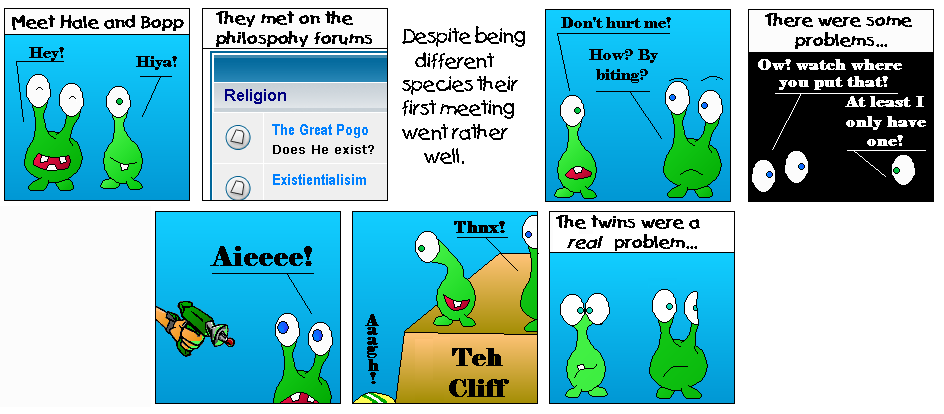 Meet Hale and Bopp
Hey!
Hiya!
They met on the
philospohy forums
Religion
The Great Pogo
Does He exist?
Existientialisim
Despite being
different
species their
first meeting
went rather
well.
Don't hurt me!
How? By
biting?
There were some
problems...
Ow! watch where
you put that!
At least I
only have
one!
Aieeee!
Thnx!
Aaagh!
Teh
Cliff
The twins were a
real problem...